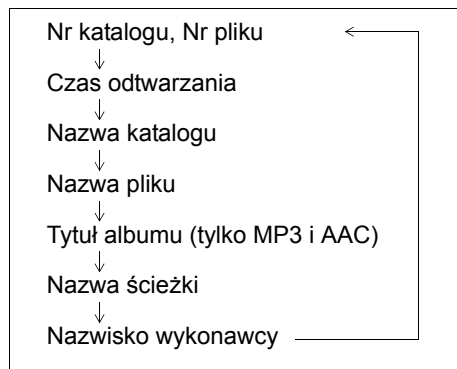 Nr katalogu, Nr pliku
Czas odtwarzania
Nazwa katalogu
Nazwa pliku
Tytuł albumu (tylko MP3 i AAC)
Nazwa ścieżki
Nazwisko wykonawcy